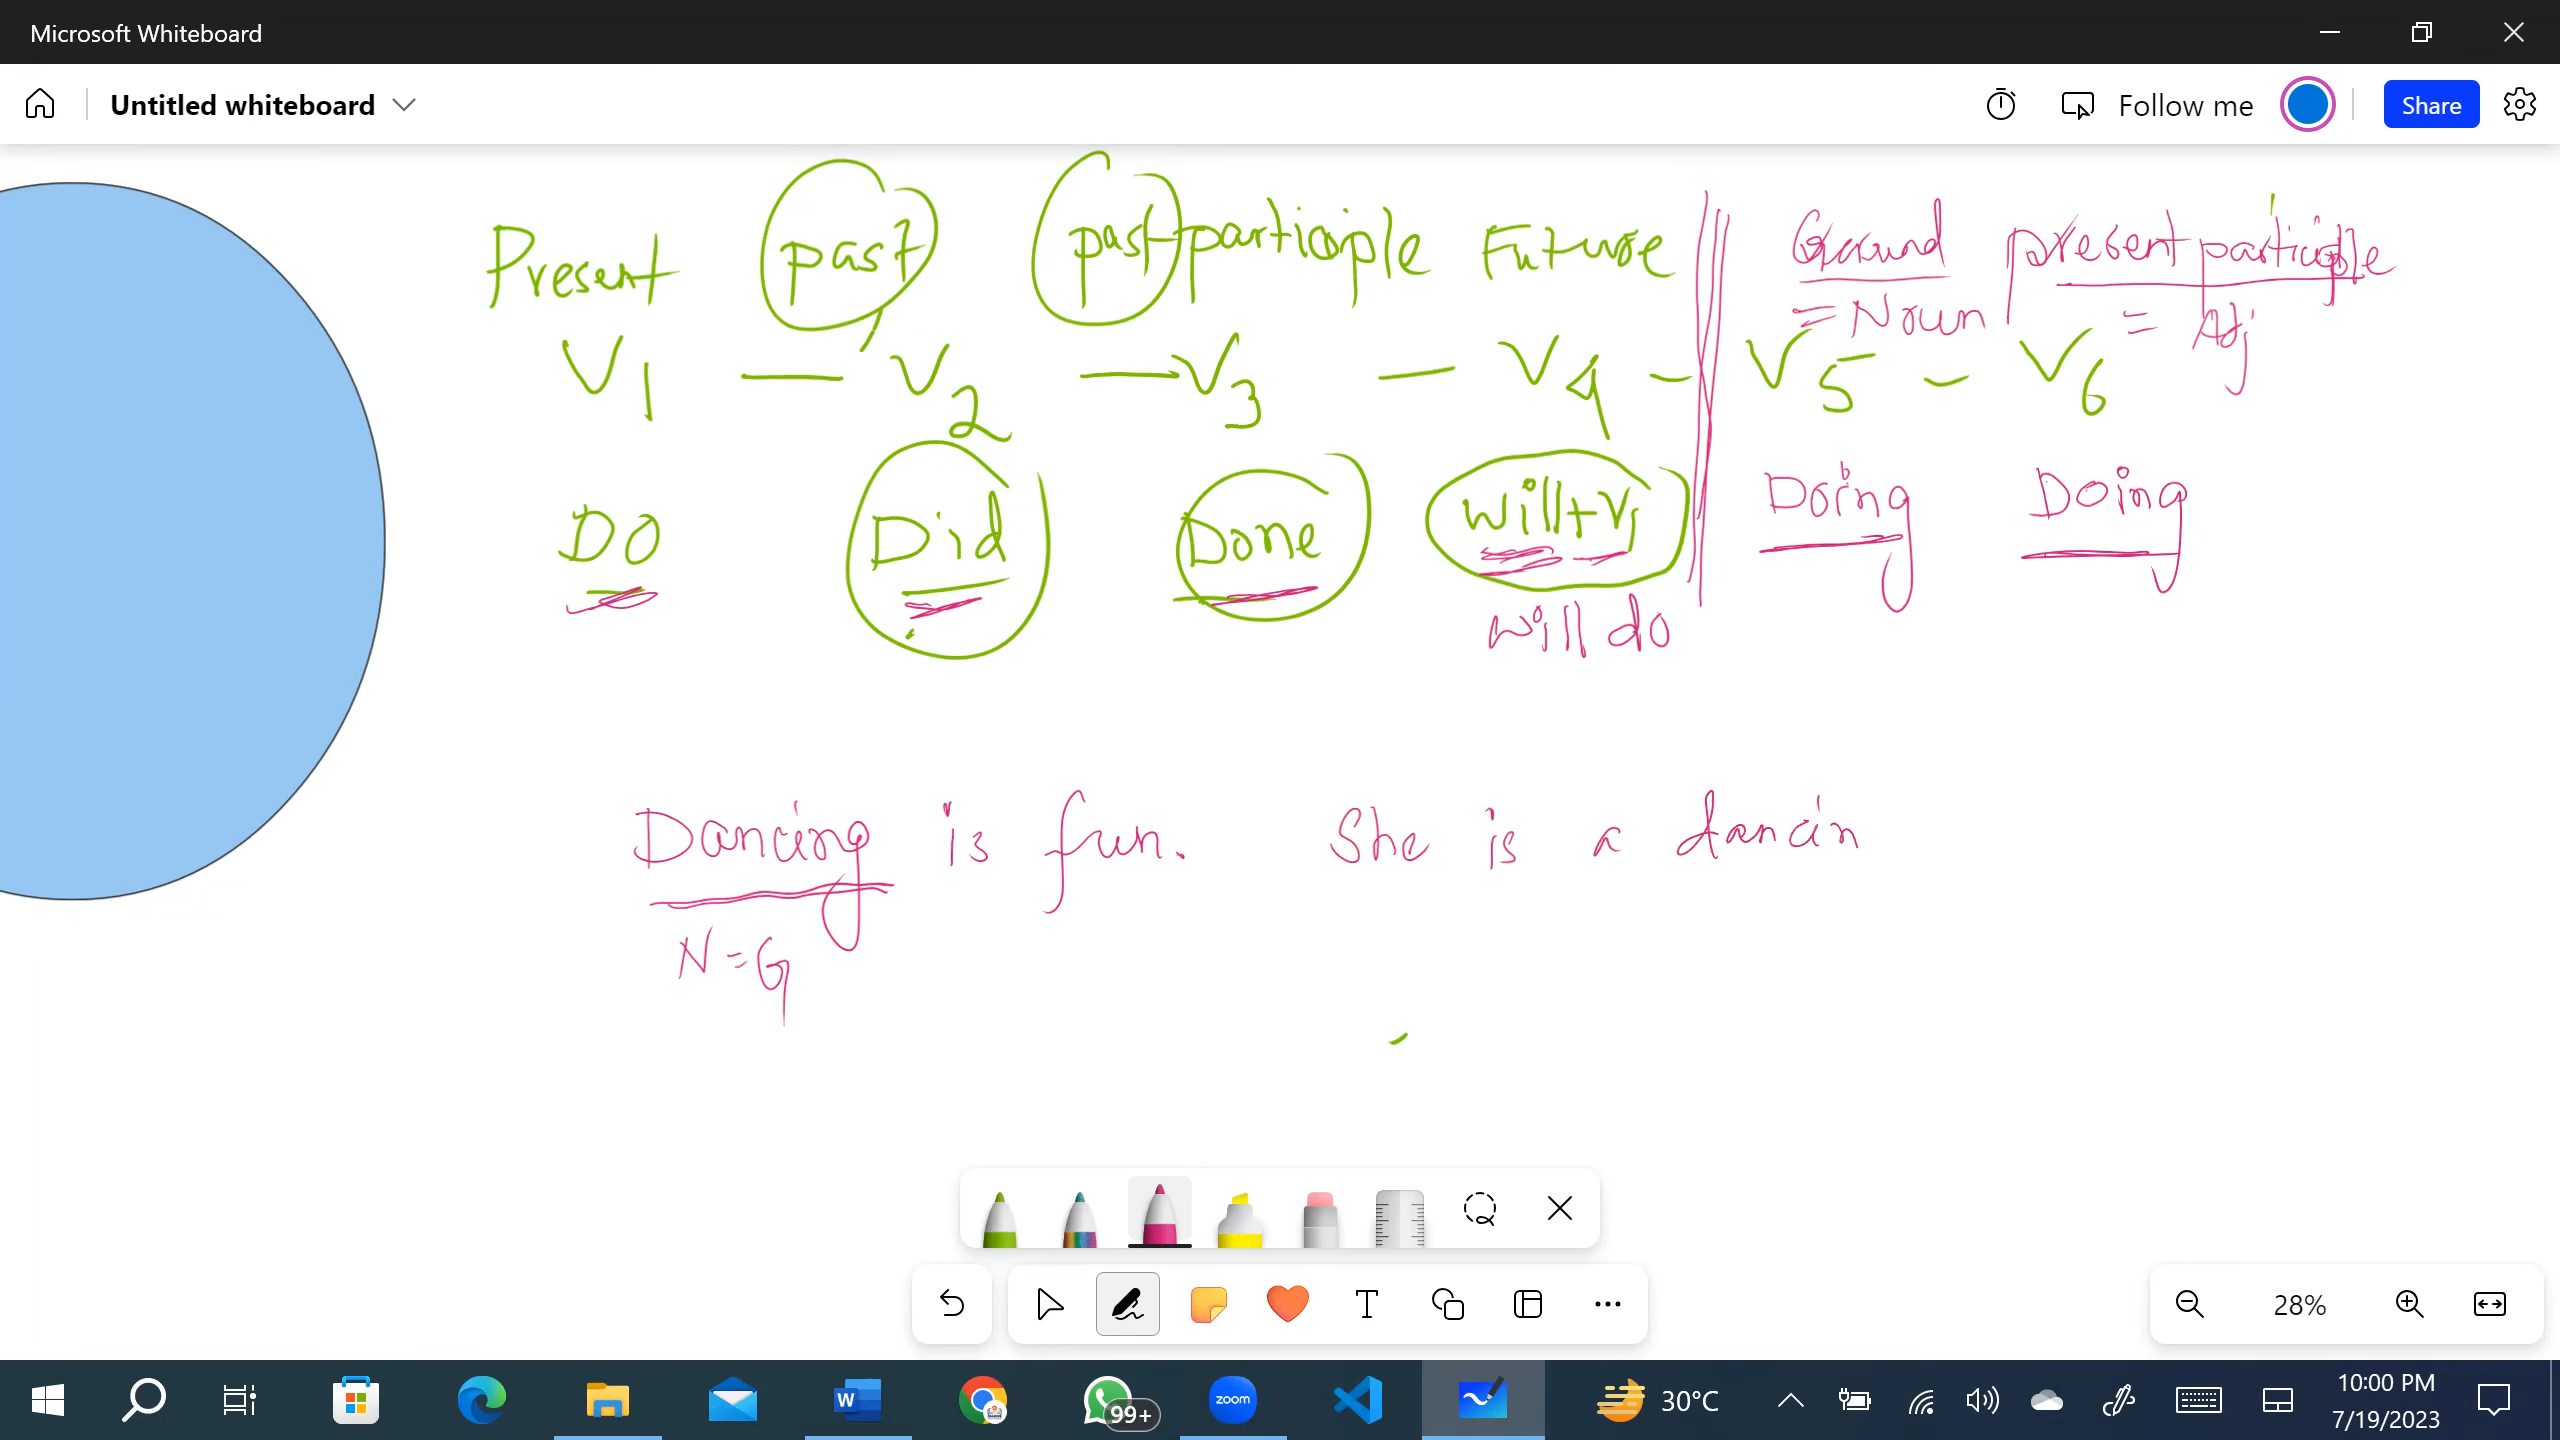 Microsoft Whiteboard
Untitled whiteboard
Follow me
Share
Present past past participle Future Gerund present participle
= Noun = Adj
V1 — V2 — V3 — V4 - V5 - V6
DO Did Done will+V1 Doing Doing
will do
Dancing is fun. She is a dancin
N = G
28%
W
99+
zoom
30°C
10:00 PM
7/19/2023